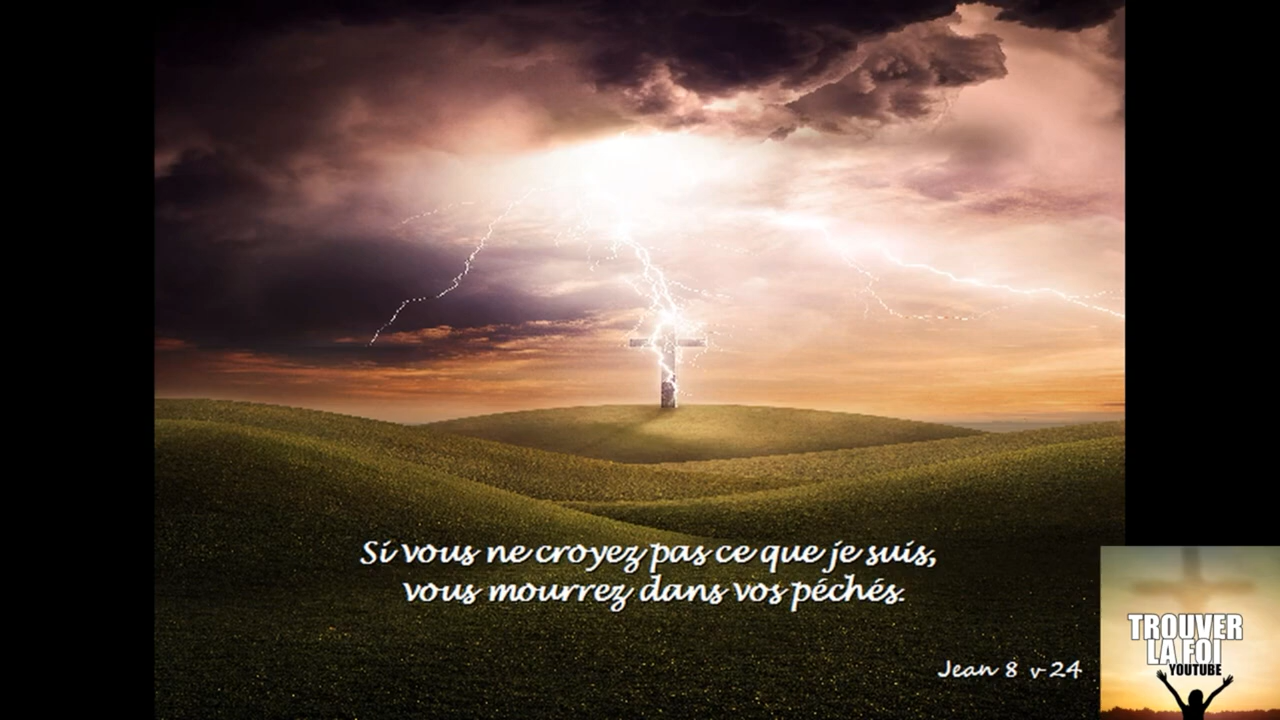 Si vous ne croyez pas ce que je suis,
vous mourrez dans vos péchés.
Jean 8 v 24
TROUVER
LA FOI
YOUTUBE